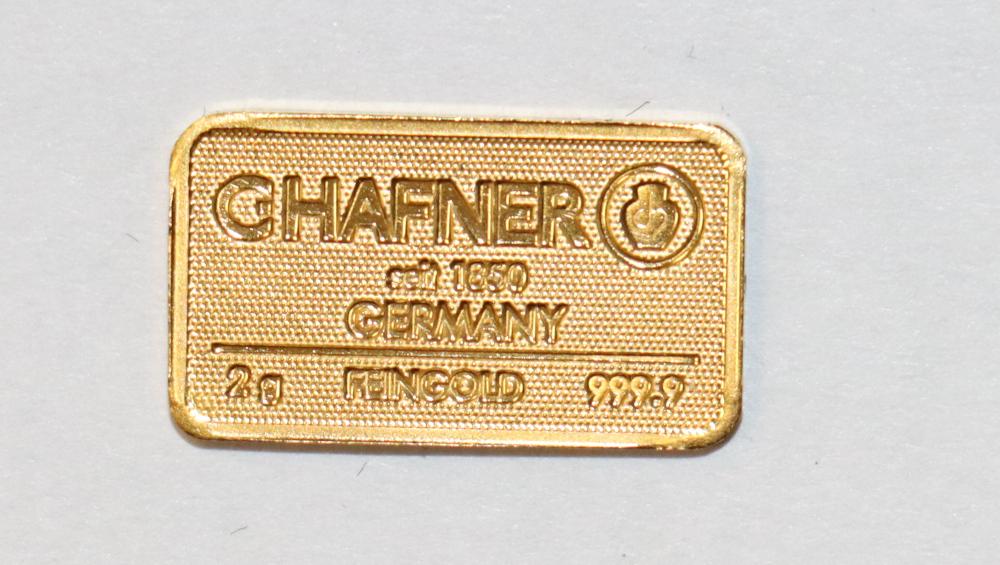 C HAFNER
seit 1850
GERMANY
2 g FEINGOLD 999.9